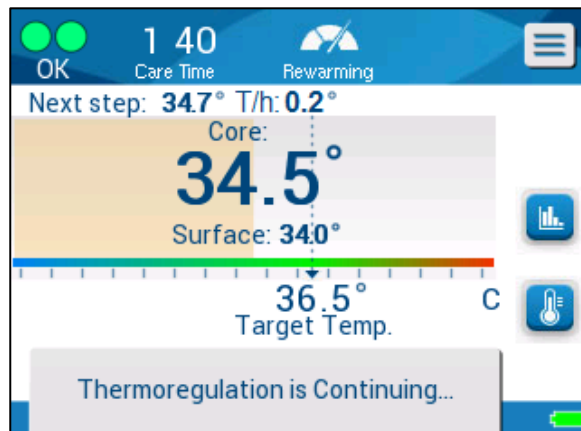 1 40
OK Care Time Rewarming
Next step: 34.7° T/h: 0.2°
Core:
34.5°
Surface: 34.0°
36.5° C
Target Temp.
Thermoregulation is Continuing...